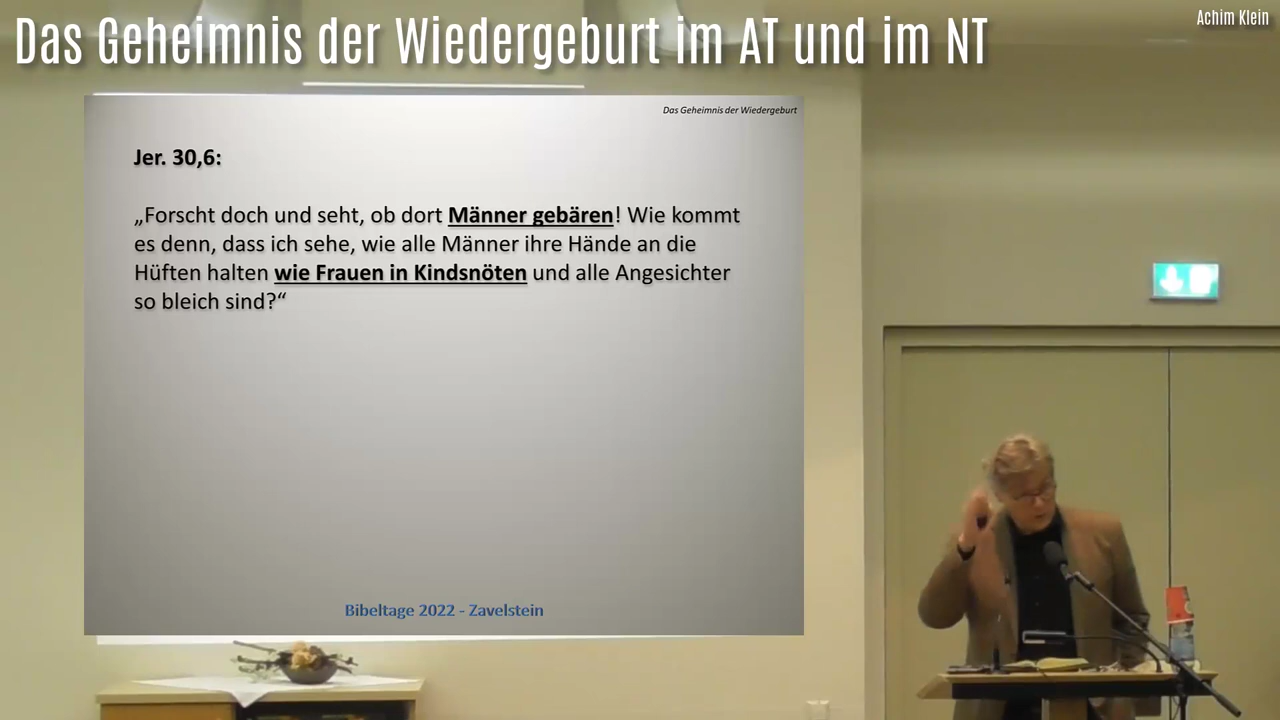 Das Geheimnis der Wiedergeburt im AT und im NT
Achim Klein
Das Geheimnis der Wiedergeburt
Jer. 30,6:
„Forscht doch und seht, ob dort Männer gebären! Wie kommt
es denn, dass ich sehe, wie alle Männer ihre Hände an die
Hüften halten wie Frauen in Kindsnöten und alle Angesichter
so bleich sind?“
Bibeltage 2022 - Zavelstein